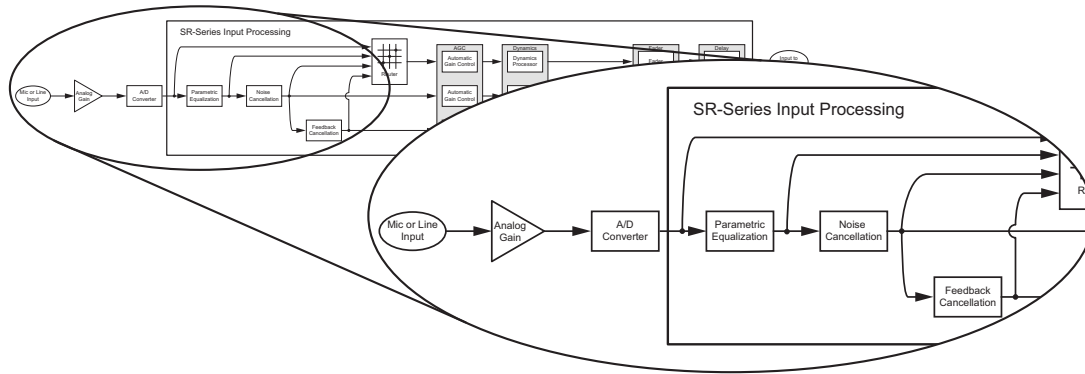 SR-Series Input Processing
Router
AGC
Automatic
Gain Control
Automatic
Gain Control
Dynamics
Dynamics
Processor
Fader
Fader
Delay
Input to
Mic or Line
Input
Analog
Gain
A/D
Converter
Parametric
Equalization
Noise
Cancellation
Feedback
Cancellation
SR-Series Input Processing
Mic or Line
Input
Analog
Gain
A/D
Converter
Parametric
Equalization
Noise
Cancellation
Feedback
Cancellation
R